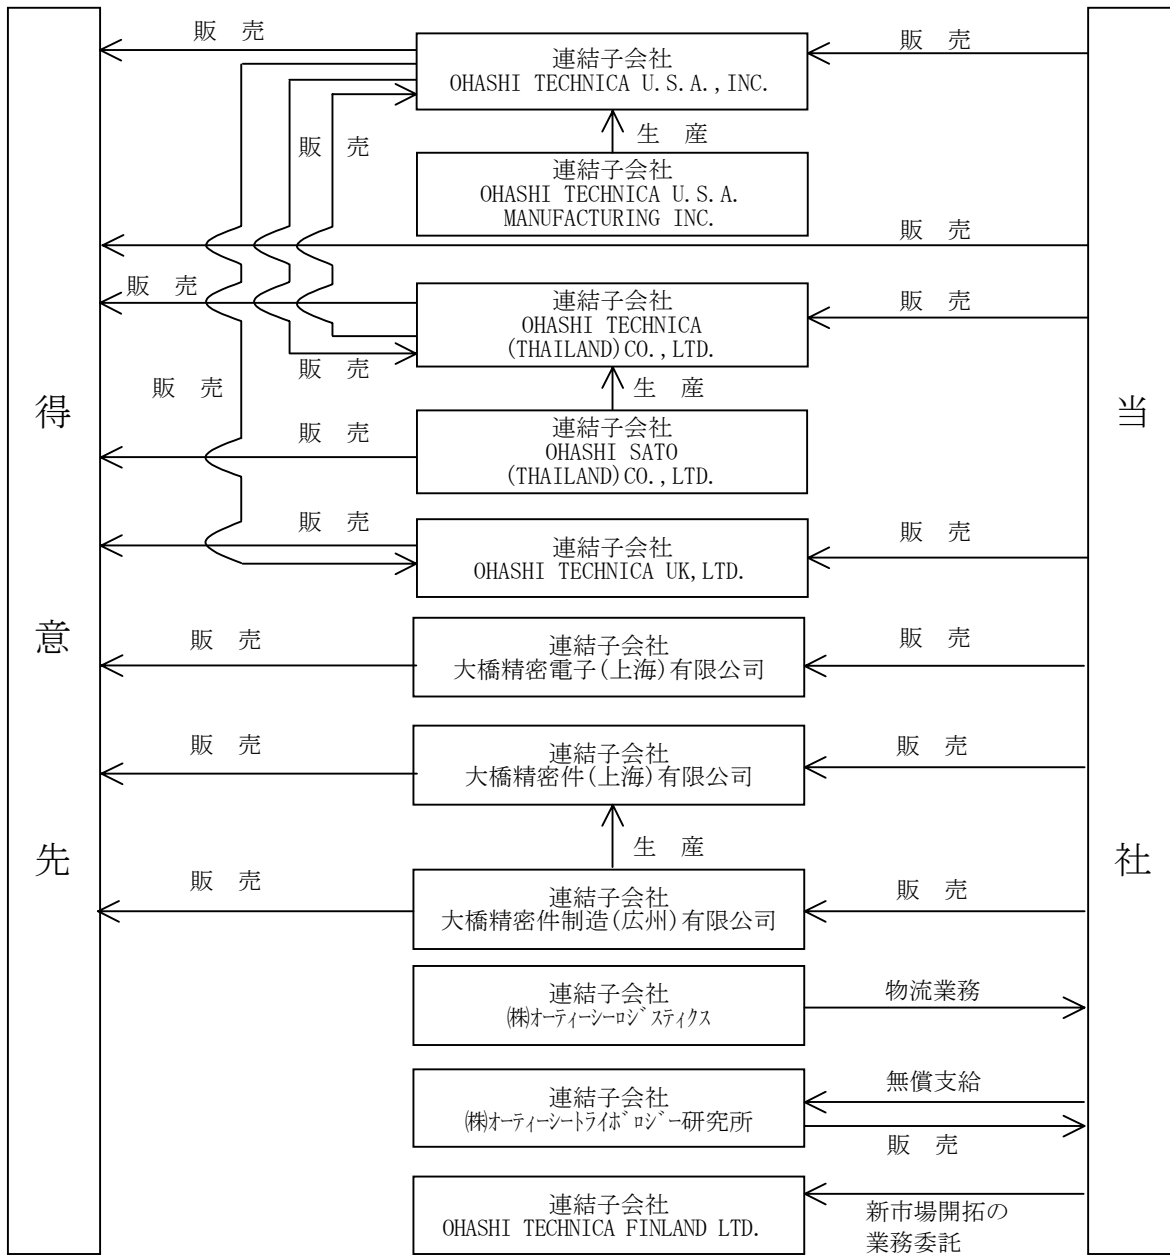 販　売
販　売
連結子会社
OHASHI TECHNICA U.S.A.,INC.
生　産
販　売
連結子会社
OHASHI TECHNICA U.S.A.
MANUFACTURING INC.
販　売
販　売
販　売
連結子会社
OHASHI TECHNICA
(THAILAND)CO.,LTD.
販　売
販　売
生　産
連結子会社
OHASHI SATO
(THAILAND)CO.,LTD.
販　売
販　売
販　売
連結子会社
OHASHI TECHNICA UK,LTD.
販　売
販　売
連結子会社
大橋精密電子(上海)有限公司
販　売
販　売
連結子会社
大橋精密件(上海)有限公司
生　産
販　売
販　売
連結子会社
大橋精密件制造(広州)有限公司
連結子会社
㈱オーティーシーロジスティクス
物流業務
連結子会社
㈱オーティーシートライボロジー研究所
無償支給
販　売
連結子会社
OHASHI TECHNICA FINLAND LTD.
新市場開拓の
業務委託
得意先
当社